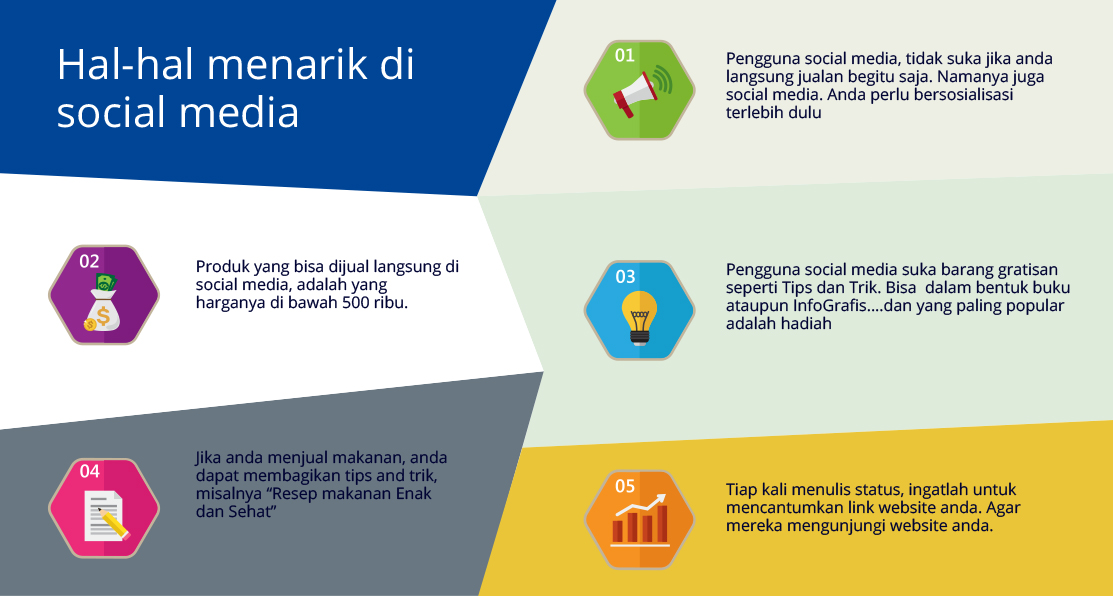 Hal-hal menarik di
social media
01
Pengguna social media, tidak suka jika anda
langsung jualan begitu saja. Namanya juga
social media. Anda perlu bersosialisasi
terlebih dulu
02
Produk yang bisa dijual langsung di
social media, adalah yang
harganya di bawah 500 ribu.
03
Pengguna social media suka barang gratisan
seperti Tips dan Trik. Bisa  dalam bentuk buku
ataupun InfoGrafis....dan yang paling popular
adalah hadiah
04
Jika anda menjual makanan, anda
dapat membagikan tips and trik,
misalnya “Resep makanan Enak
dan Sehat”
05
Tiap kali menulis status, ingatlah untuk
mencantumkan link website anda. Agar
mereka mengunjungi website anda.